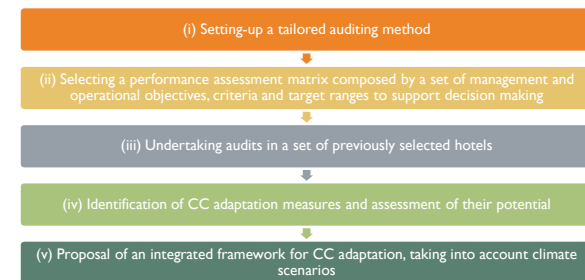 (i) Setting-up a tailored auditing method
(ii) Selecting a performance assessment matrix composed by a set of management and
operational objectives, criteria and target ranges to support decision making
(iii) Undertaking audits in a set of previously selected hotels
(iv) Identification of CC adaptation measures and assessment of their potential
(v) Proposal of an integrated framework for CC adaptation, taking into account climate
scenarios